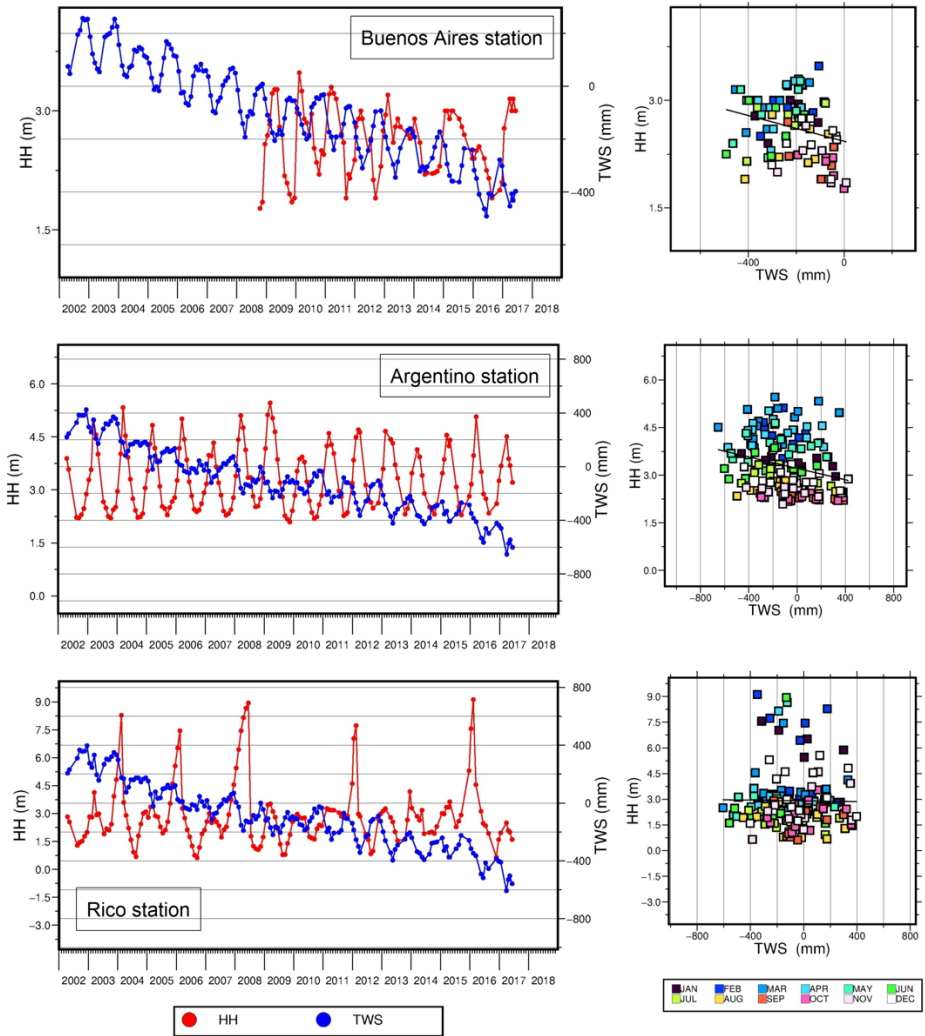 Buenos Aires station
HH (m)
3.0
1.5
0
−400
TWS (mm)
2002 2003 2004 2005 2006 2007 2008 2009 2010 2011 2012 2013 2014 2015 2016 2017 2018
HH (m)
3.0
1.5
−400 0
TWS (mm)
Argentino station
HH (m)
6.0
4.5
3.0
1.5
0.0
800
400
0
−400
−800
TWS (mm)
2002 2003 2004 2005 2006 2007 2008 2009 2010 2011 2012 2013 2014 2015 2016 2017 2018
HH (m)
6.0
4.5
3.0
1.5
0.0
−800 −400 0 400 800
TWS (mm)
Rico station
HH (m)
9.0
7.5
6.0
4.5
3.0
1.5
0.0
−1.5
−3.0
800
400
0
−400
−800
TWS (mm)
2002 2003 2004 2005 2006 2007 2008 2009 2010 2011 2012 2013 2014 2015 2016 2017 2018
HH (m)
9.0
7.5
6.0
4.5
3.0
1.5
0.0
−3.0
−800 −400 0 400 800
TWS (mm)
HH TWS
JAN FEB MAR APR MAY JUN
JUL AUG SEP OCT NOV DEC